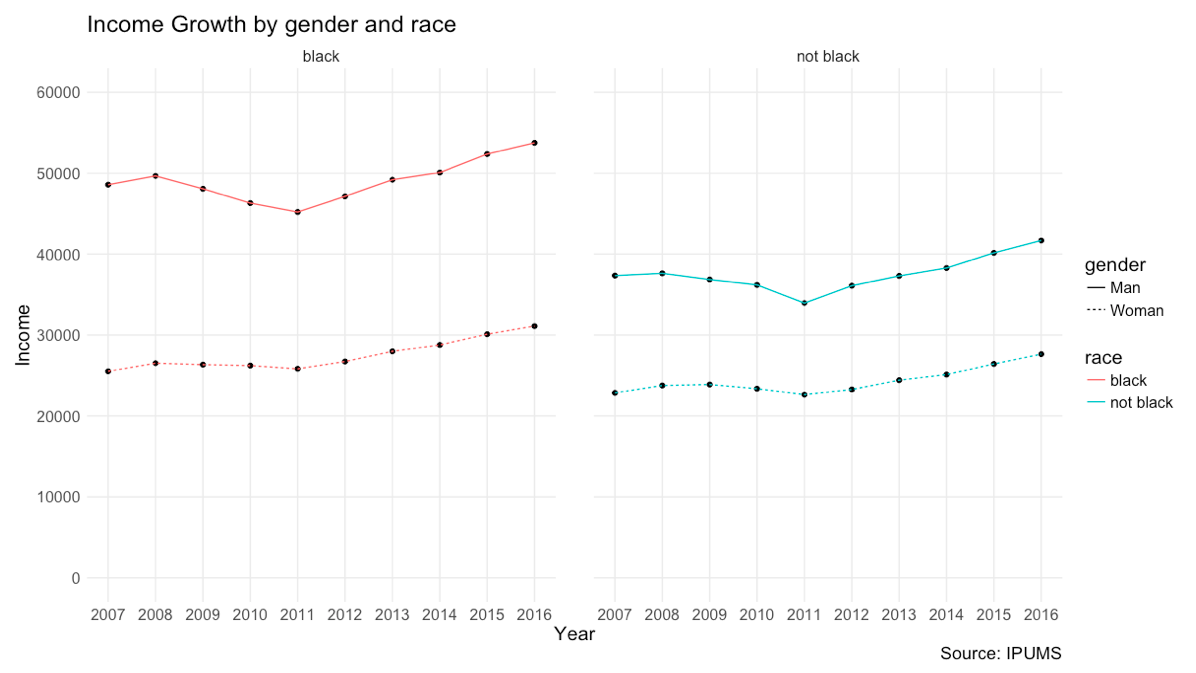 Income Growth by gender and race
black
not black
60000
50000
40000
30000
20000
10000
0
Income
2007 2008 2009 2010 2011 2012 2013 2014 2015 2016
2007 2008 2009 2010 2011 2012 2013 2014 2015 2016
Year
gender
Man
Woman
race
black
not black
Source: IPUMS